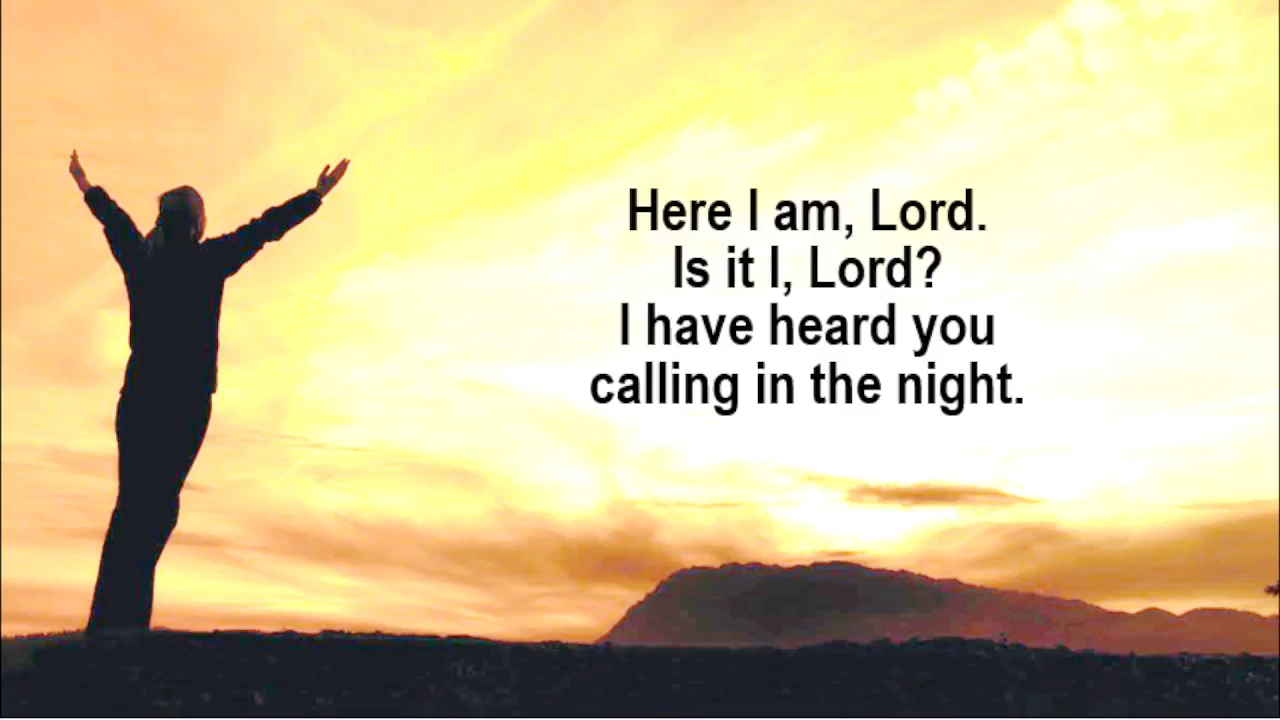 Here I am, Lord.
Is it I, Lord?
I have heard you
calling in the night.